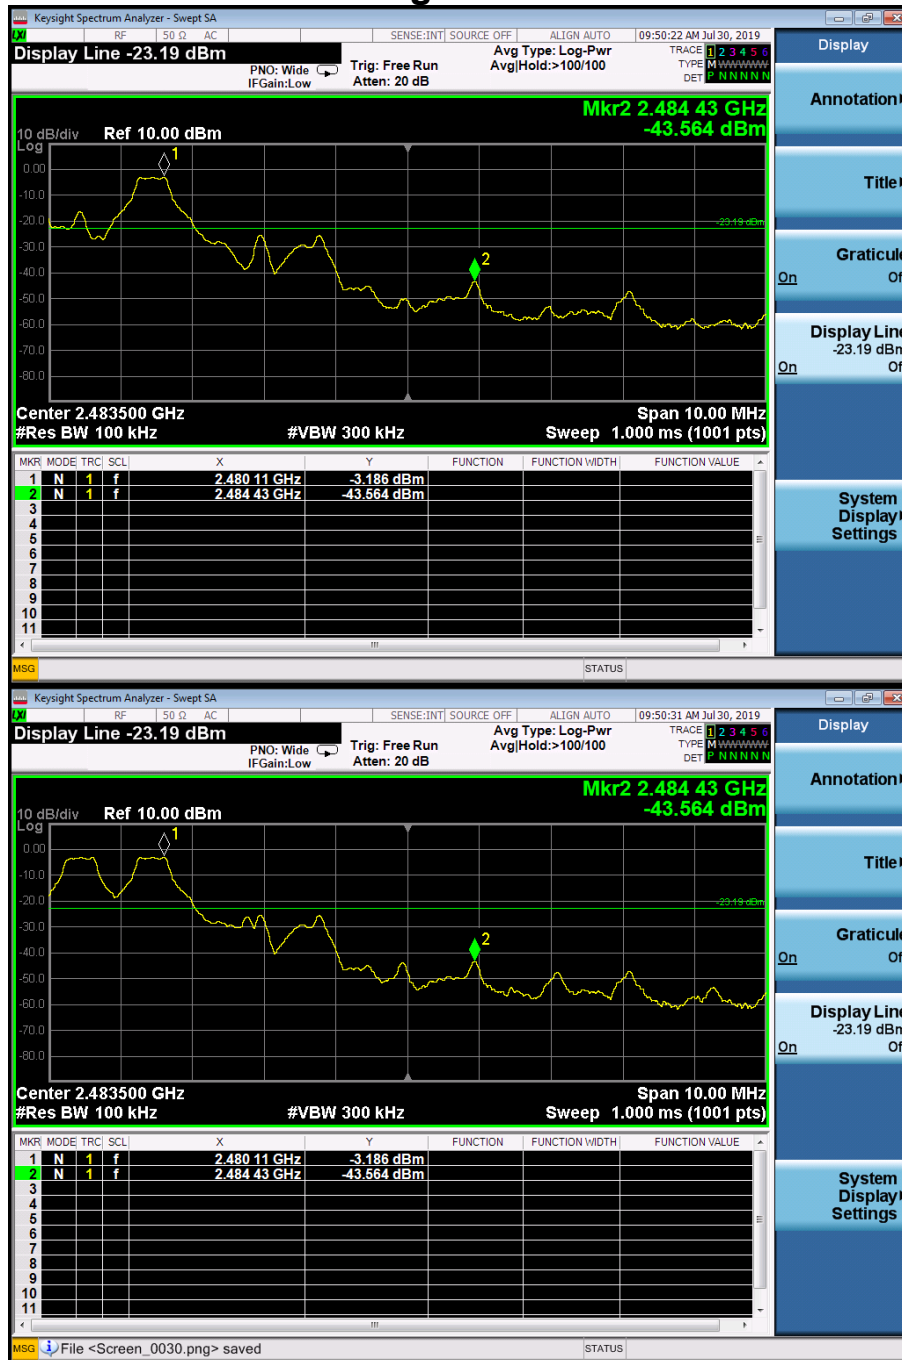 Keysight Spectrum Analyzer - Swept SA
LXI RF 50 Ω AC SENSE:INT SOURCE OFF ALIGN AUTO 09:50:22 AM Jul 30, 2019
Display Line -23.19 dBm
PNO: Wide
IFGain:Low
Trig: Free Run
Atten: 20 dB
Avg Type: Log-Pwr
Avg|Hold:>100/100
TRACE 1 2 3 4 5 6
TYPE M WWWWW
DET P N N N N N
Display
Annotation
Title
Graticule
On Of
Display Line
-23.19 dBm
On Of
System
Display
Settings
Mkr2 2.484 43 GHz
-43.564 dBm
10 dB/div Ref 10.00 dBm
Log
1
0.00
-10.0
-20.0
-23.19 dBm
-30.0
2
-40.0
-50.0
-60.0
-70.0
-80.0
Center 2.483500 GHz Span 10.00 MHz
#Res BW 100 kHz #VBW 300 kHz Sweep 1.000 ms (1001 pts)
MKR MODE TRC SCL X Y FUNCTION FUNCTION WIDTH FUNCTION VALUE
1 N 1 f 2.480 11 GHz -3.186 dBm
2 N 1 f 2.484 43 GHz -43.564 dBm
3
4
5
6
7
8
9
10
11
MSG STATUS
Keysight Spectrum Analyzer - Swept SA
LXI RF 50 Ω AC SENSE:INT SOURCE OFF ALIGN AUTO 09:50:31 AM Jul 30, 2019
Display Line -23.19 dBm
PNO: Wide
IFGain:Low
Trig: Free Run
Atten: 20 dB
Avg Type: Log-Pwr
Avg|Hold:>100/100
TRACE 1 2 3 4 5 6
TYPE M WWWWW
DET P N N N N N
Display
Annotation
Title
Graticule
On Of
Display Line
-23.19 dBm
On Of
System
Display
Settings
Mkr2 2.484 43 GHz
-43.564 dBm
10 dB/div Ref 10.00 dBm
Log
1
0.00
-10.0
-20.0
-23.19 dBm
-30.0
2
-40.0
-50.0
-60.0
-70.0
-80.0
Center 2.483500 GHz Span 10.00 MHz
#Res BW 100 kHz #VBW 300 kHz Sweep 1.000 ms (1001 pts)
MKR MODE TRC SCL X Y FUNCTION FUNCTION WIDTH FUNCTION VALUE
1 N 1 f 2.480 11 GHz -3.186 dBm
2 N 1 f 2.484 43 GHz -43.564 dBm
3
4
5
6
7
8
9
10
11
MSG File <Screen_0030.png> saved STATUS